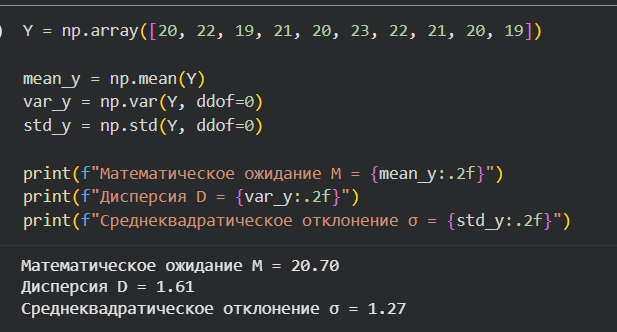 Y = np.array([20, 22, 19, 21, 20, 23, 22, 21, 20, 19])
mean_y = np.mean(Y)
var_y = np.var(Y, ddof=0)
std_y = np.std(Y, ddof=0)
print(f"Математическое ожидание M = {mean_y:.2f}")
print(f"Дисперсия D = {var_y:.2f}")
print(f"Среднеквадратическое отклонение σ = {std_y:.2f}")
Математическое ожидание M = 20.70
Дисперсия D = 1.61
Среднеквадратическое отклонение σ = 1.27